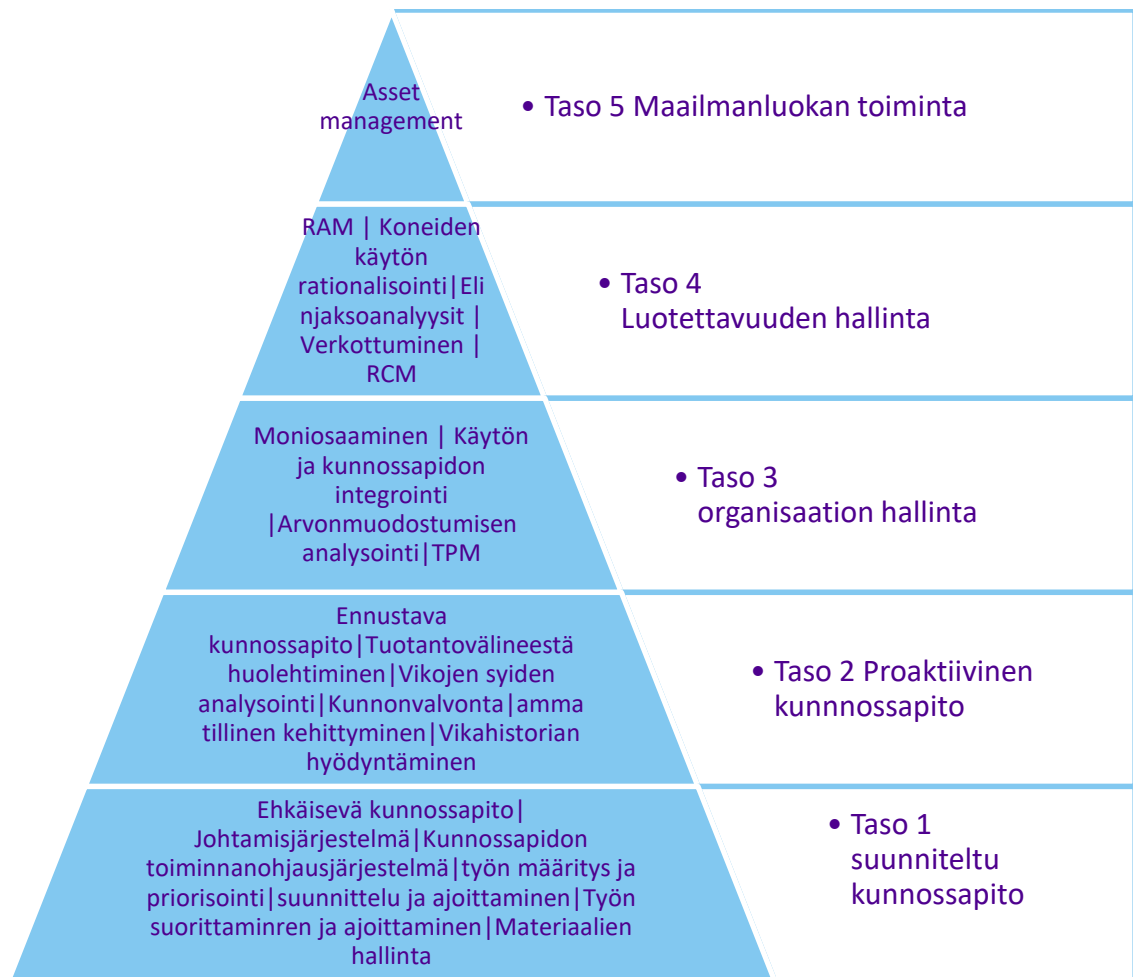 Asset
management
• Taso 5 Maailmanluokan toiminta
RAM | Koneiden
käytön
rationalisointi|Eli
njaksoanalyysit |
Verkottuminen |
RCM
• Taso 4
Luotettavuuden hallinta
Moniosaaminen | Käytön
ja kunnossapidon
integrointi
|Arvonmuodostumisen
analysointi|TPM
• Taso 3
organisaation hallinta
Ennustava
kunnossapito|Tuotantovälineestä
huolehtiminen|Vikojen syiden
analysointi|Kunnonvalvonta|amma
tillinen kehittyminen|Vikahistorian
hyödyntäminen
• Taso 2 Proaktiivinen
kunnnossapito
Ehkäisevä kunnossapito|
Johtamisjärjestelmä|Kunnossapidon
toiminnanohjausjärjestelmä|työn määritys ja
priorisointi|suunnittelu ja ajoittaminen|Työn
suorittaminren ja ajoittaminen|Materiaalien
hallinta
• Taso 1
suunniteltu
kunnossapito